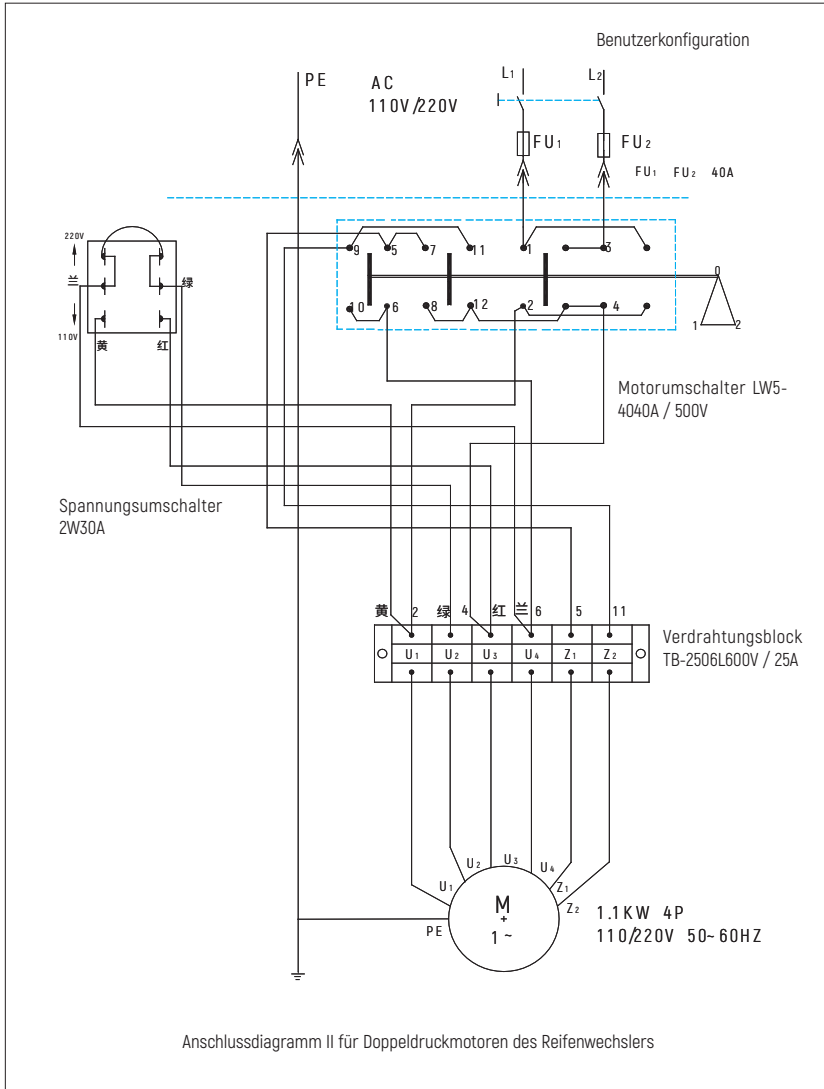 Benutzerkonfiguration
PE
AC
110V/220V
L1
L2
FU1
FU2
FU1 FU2 40A
220V
兰
绿
110V
黄
红
9
5
7
11
1
3
10
6
8
12
2
4
0
1
2
Motorumschalter LW5-
4040A / 500V
Spannungsumschalter
2W30A
黄 2 绿 4 红 兰 6 5 11
U1 U2 U3 U4 Z1 Z2
Verdrahtungsblock
TB-2506L600V / 25A
U1
U2
U3
U4
Z1
Z2
PE
M
+
1 ~
1.1KW 4P
110/220V 50~60HZ
Anschlussdiagramm II für Doppeldruckmotoren des Reifenwechslers